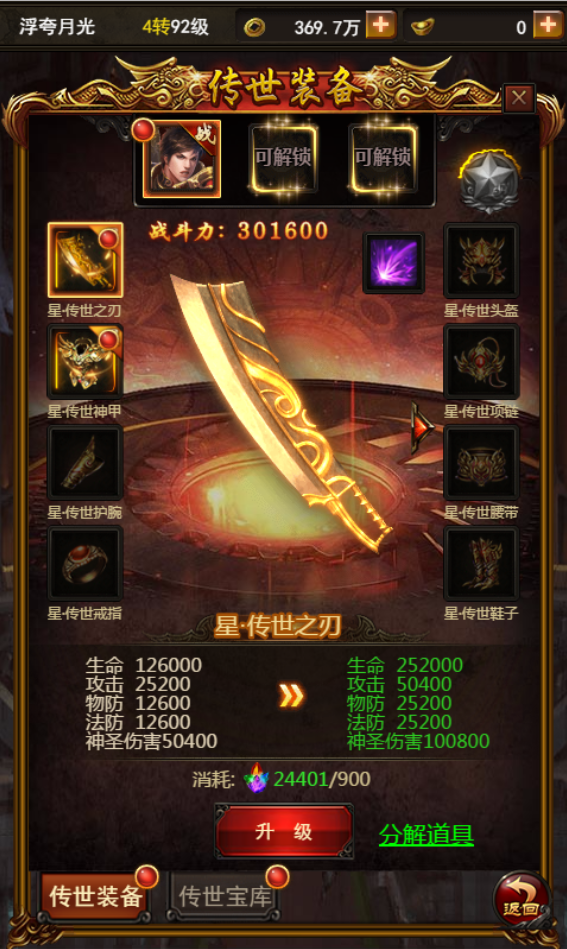 浮夸月光 4转92级 369.7万 0
传世装备
战 可解锁 可解锁
战斗力：301600
星·传世之刃 星·传世头盔
星·传世神甲 星·传世项链
星·传世护腕 星·传世腰带
星·传世戒指 星·传世鞋子
星·传世之刃
生命 126000 生命 252000
攻击 25200 攻击 50400
物防 12600 物防 25200
法防 12600 法防 25200
神圣伤害50400 神圣伤害100800
消耗: 24401/900
升 级 分解道具
传世装备 传世宝库 返回